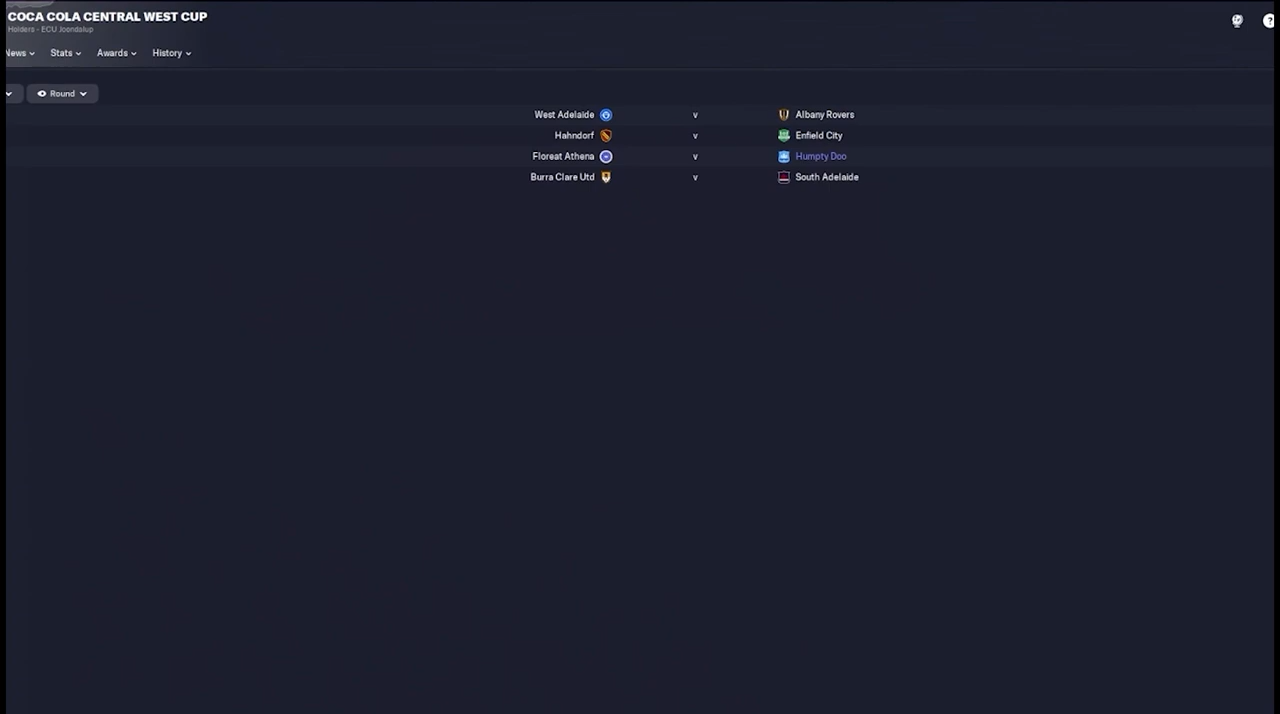 COCA COLA CENTRAL WEST CUP
Holders - ECU Joondalup
News Stats Awards History
Round
West Adelaide v Albany Rovers
Hahndorf v Enfield City
Floreat Athena v Humpty Doo
Burra Clare Utd v South Adelaide
?